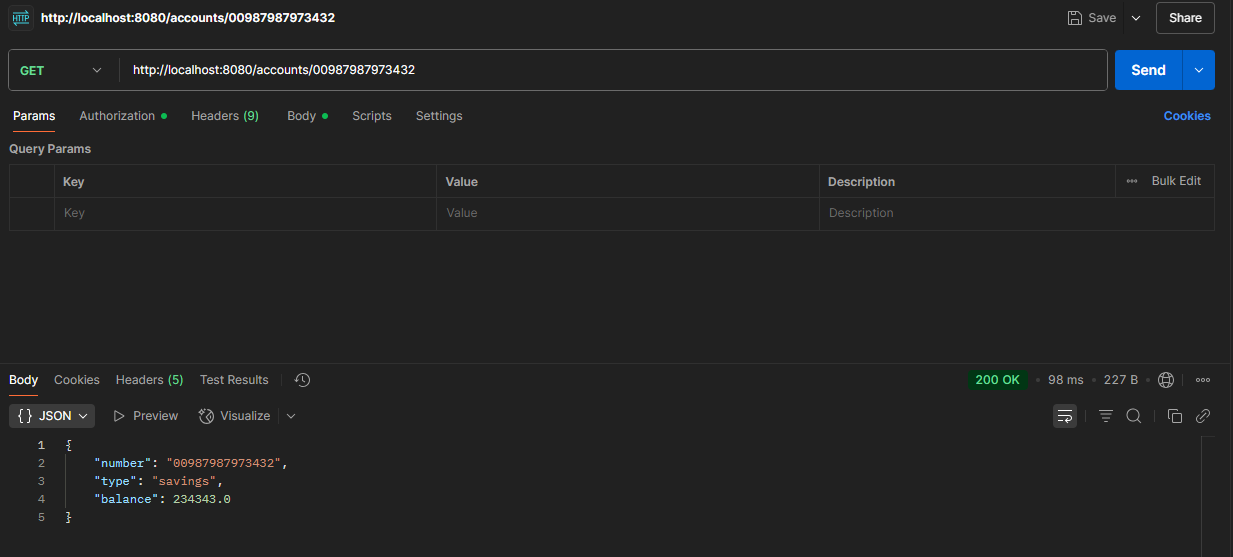 HTTP http://localhost:8080/accounts/00987987973432 Save Share
GET http://localhost:8080/accounts/00987987973432 Send
Params Authorization Headers (9) Body Scripts Settings Cookies
Query Params
Key Value Description Bulk Edit
Key Value Description
Body Cookies Headers (5) Test Results 200 OK 98 ms 227 B
{} JSON Preview Visualize
1 {
2 "number": "00987987973432",
3 "type": "savings",
4 "balance": 234343.0
5 }